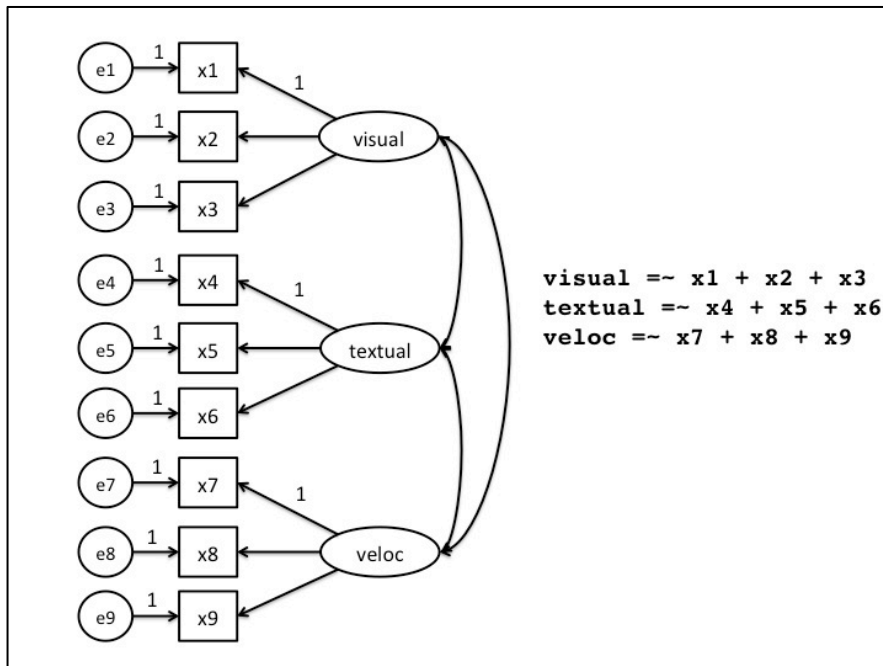 1
e1
x1
1
1
e2
x2
visual
1
e3
x3
1
e4
x4
1
visual =~ x1 + x2 + x3
textual =~ x4 + x5 + x6
veloc =~ x7 + x8 + x9
1
e5
x5
textual
1
e6
x6
1
e7
x7
1
1
e8
x8
veloc
1
e9
x9